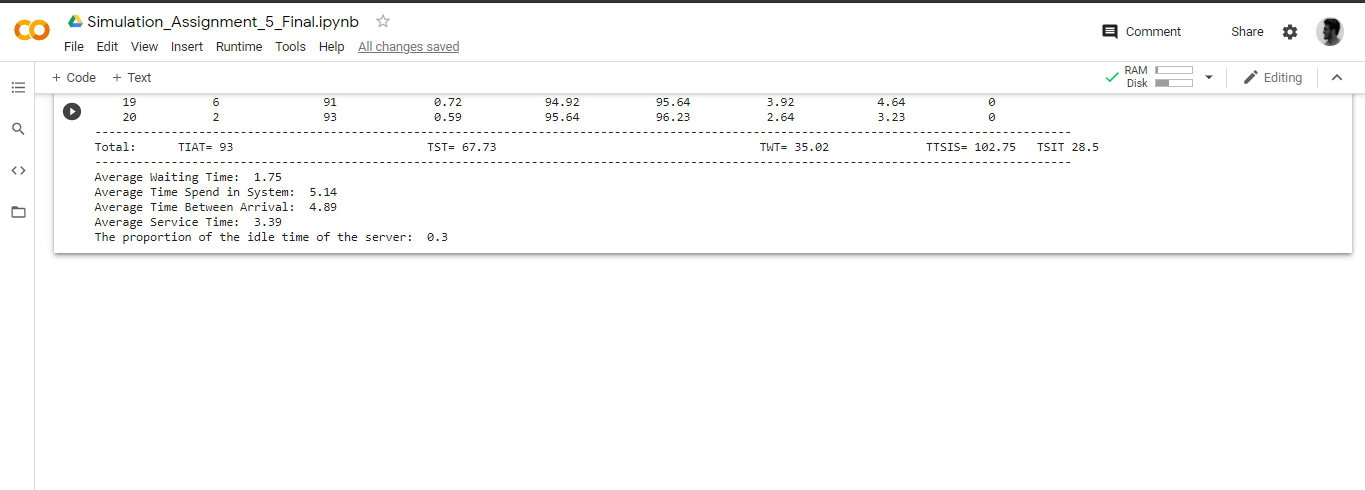 Simulation_Assignment_5_Final.ipynb
File Edit View Insert Runtime Tools Help All changes saved
Comment Share
+ Code + Text
RAM
Disk
Editing
19 6 91 0.72 94.92 95.64 3.92 4.64 0
20 2 93 0.59 95.64 96.23 2.64 3.23 0
Total: TIAT= 93 TST= 67.73 TWT= 35.02 TTSIS= 102.75 TSIT 28.5
Average Waiting Time: 1.75
Average Time Spend in System: 5.14
Average Time Between Arrival: 4.89
Average Service Time: 3.39
The proportion of the idle time of the server: 0.3